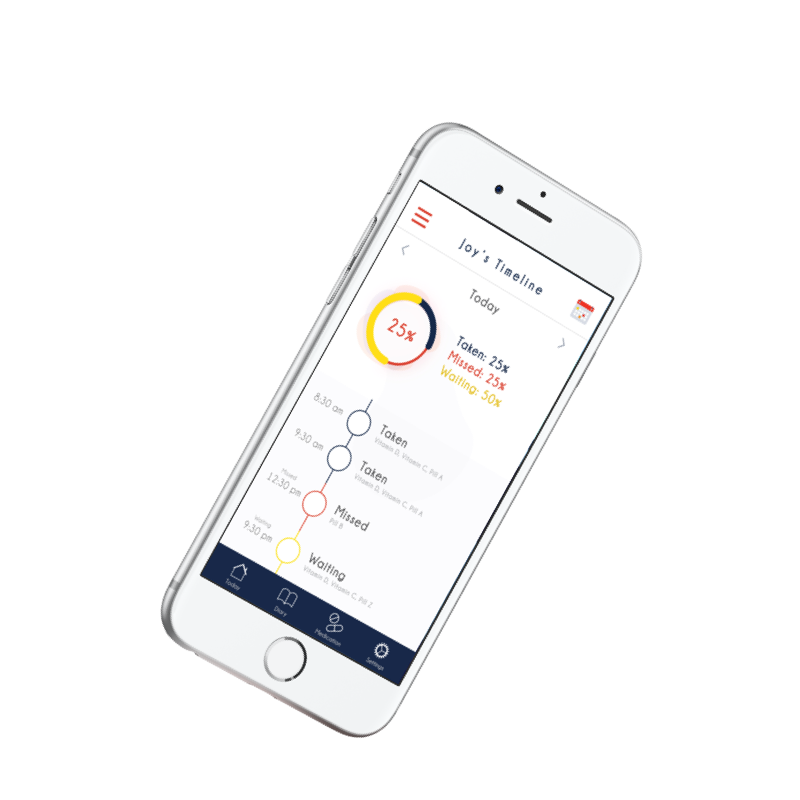 Joy's Timeline
Today
25%
Taken: 25%
Missed: 25%
Waiting: 50%
8:30 am
Taken
Vitamin D, Vitamin C, Pill A
9:30 am
Taken
Vitamin D, Vitamin C, Pill A
Missed
12:30 pm
Missed
Pill B
Waiting
9:30 pm
Waiting
Vitamin D, Vitamin C, Pill Z
Today
Diary
Medication
Settings